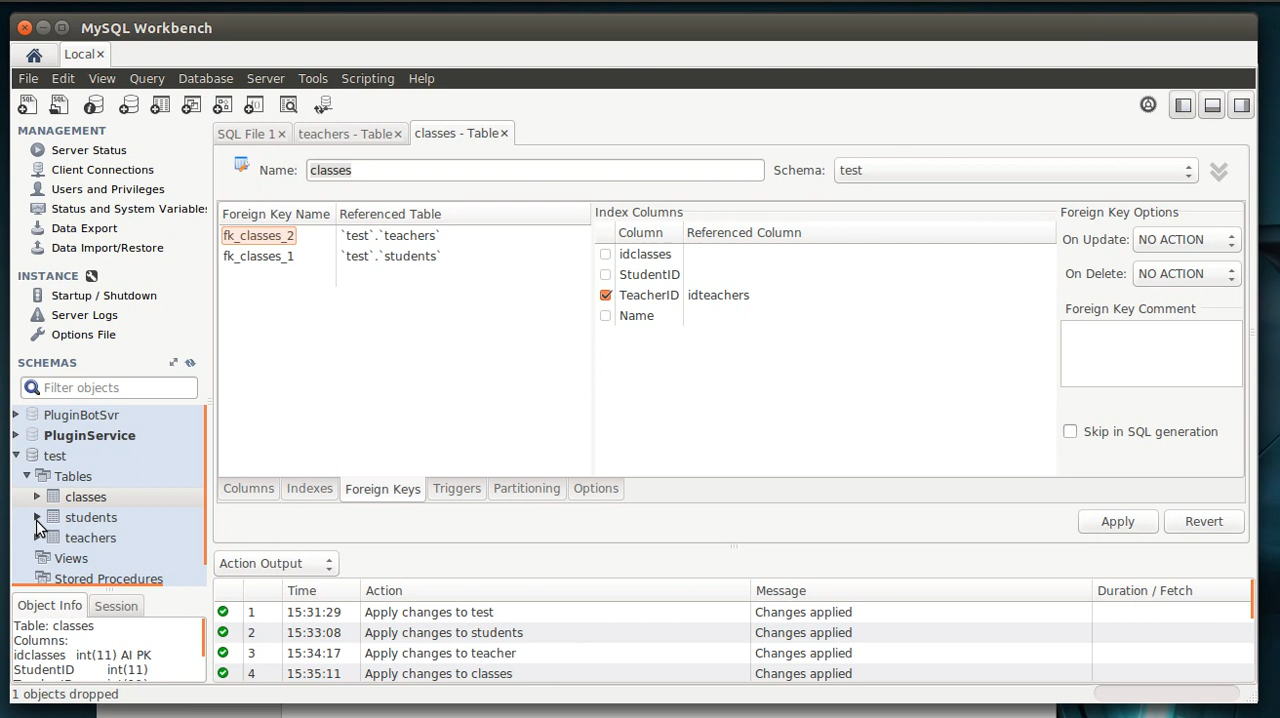 MySQL Workbench
Local
File Edit View Query Database Server Tools Scripting Help
MANAGEMENT
Server Status
Client Connections
Users and Privileges
Status and System Variables
Data Export
Data Import/Restore
INSTANCE
Startup / Shutdown
Server Logs
Options File
SCHEMAS
Filter objects
PluginBotSvr
PluginService
test
Tables
classes
students
teachers
Views
Stored Procedures
Object Info Session
Table: classes
Columns:
idclasses int(11) AI PK
StudentID int(11)
1 objects dropped
SQL File 1 teachers - Table classes - Table
Name: classes Schema: test
Foreign Key Name Referenced Table
fk_classes_2 `test`.`teachers`
fk_classes_1 `test`.`students`
Index Columns
Column Referenced Column
idclasses
StudentID
TeacherID idteachers
Name
Foreign Key Options
On Update: NO ACTION
On Delete: NO ACTION
Foreign Key Comment
Skip in SQL generation
Columns Indexes Foreign Keys Triggers Partitioning Options
Apply Revert
Action Output
Time Action Message Duration / Fetch
1 15:31:29 Apply changes to test Changes applied
2 15:33:08 Apply changes to students Changes applied
3 15:34:17 Apply changes to teacher Changes applied
4 15:35:11 Apply changes to classes Changes applied